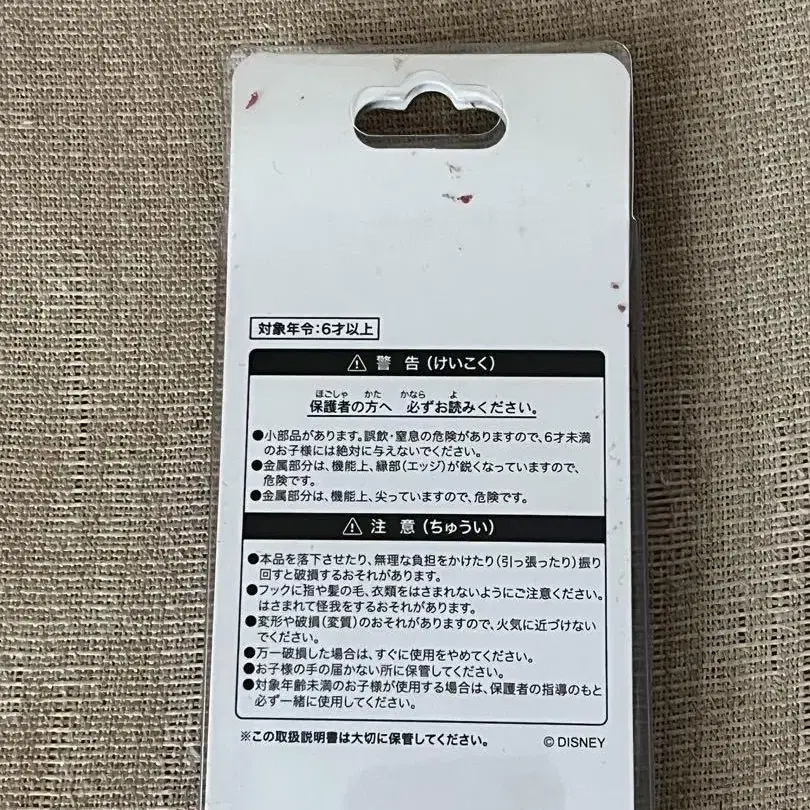 対象年令:6才以上
⚠ 警 告 (けいこく)
ほごしゃ かた かなら よ
保護者の方へ 必ずお読みください。
●小部品があります。誤飲・窒息の危険がありますので、6才未満
のお子様には絶対に与えないでください。
●金属部分は、機能上、縁部(エッジ)が鋭くなっていますので、
危険です。
●金属部分は、機能上、尖っていますので、危険です。
⚠ 注 意 (ちゅうい)
●本品を落下させたり、無理な負担をかけたり(引っ張ったり)振り
回すと破損するおそれがあります。
●フックに指や髪の毛、衣類をはさまれないようにご注意ください。
はさまれて怪我をするおそれがあります。
●変形や破損(変質)のおそれがありますので、火気に近づけない
でください。
●万一破損した場合は、すぐに使用をやめてください。
●お子様の手の届かない所に保管してください。
●対象年齢未満のお子様が使用する場合は、保護者の指導のもと
必ず一緒に使用してください。
※この取扱説明書は大切に保管してください。
© DISNEY